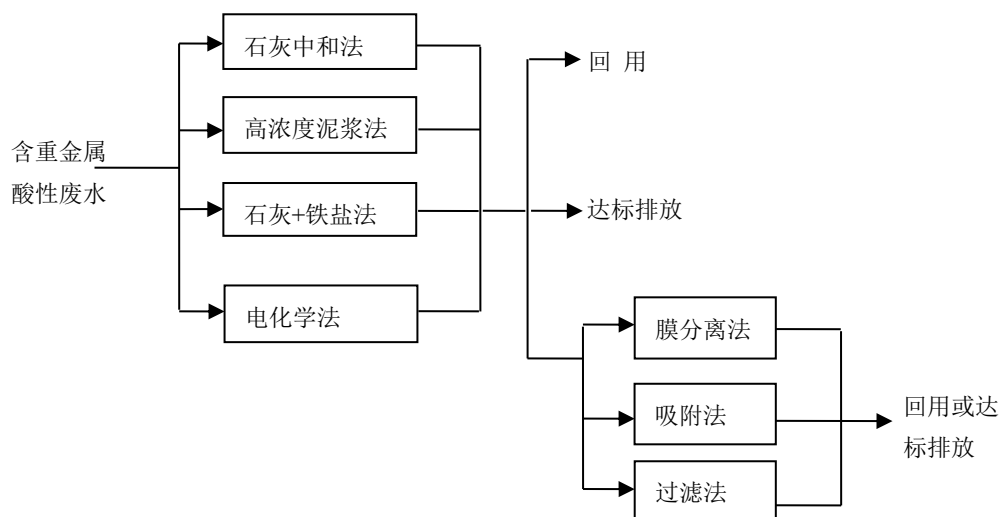 石灰中和法
高浓度泥浆法
含重金属
酸性废水
石灰+铁盐法
电化学法
回 用
达标排放
膜分离法
吸附法
过滤法
回用或达
标排放